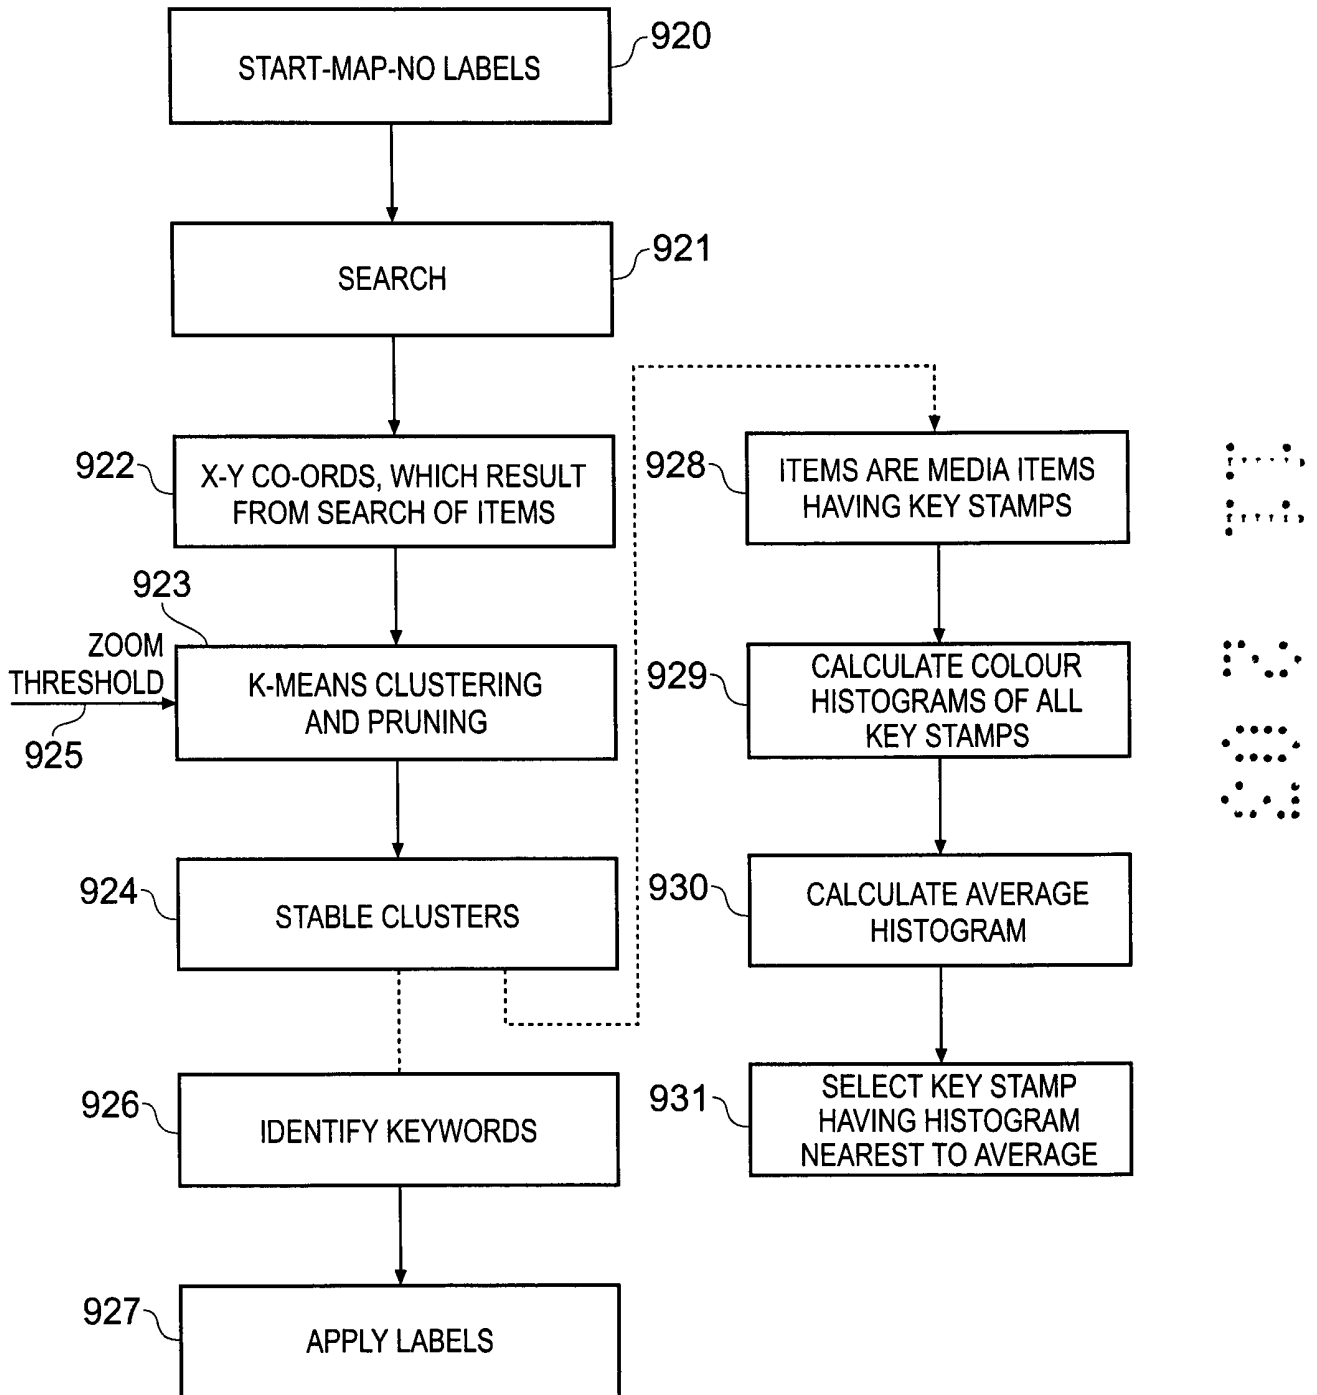 920
START-MAP-NO LABELS
921
SEARCH
922
X-Y CO-ORDS, WHICH RESULT
FROM SEARCH OF ITEMS
923
ZOOM
THRESHOLD
925
K-MEANS CLUSTERING
AND PRUNING
924
STABLE CLUSTERS
926
IDENTIFY KEYWORDS
927
APPLY LABELS
928
ITEMS ARE MEDIA ITEMS
HAVING KEY STAMPS
929
CALCULATE COLOUR
HISTOGRAMS OF ALL
KEY STAMPS
930
CALCULATE AVERAGE
HISTOGRAM
931
SELECT KEY STAMP
HAVING HISTOGRAM
NEAREST TO AVERAGE